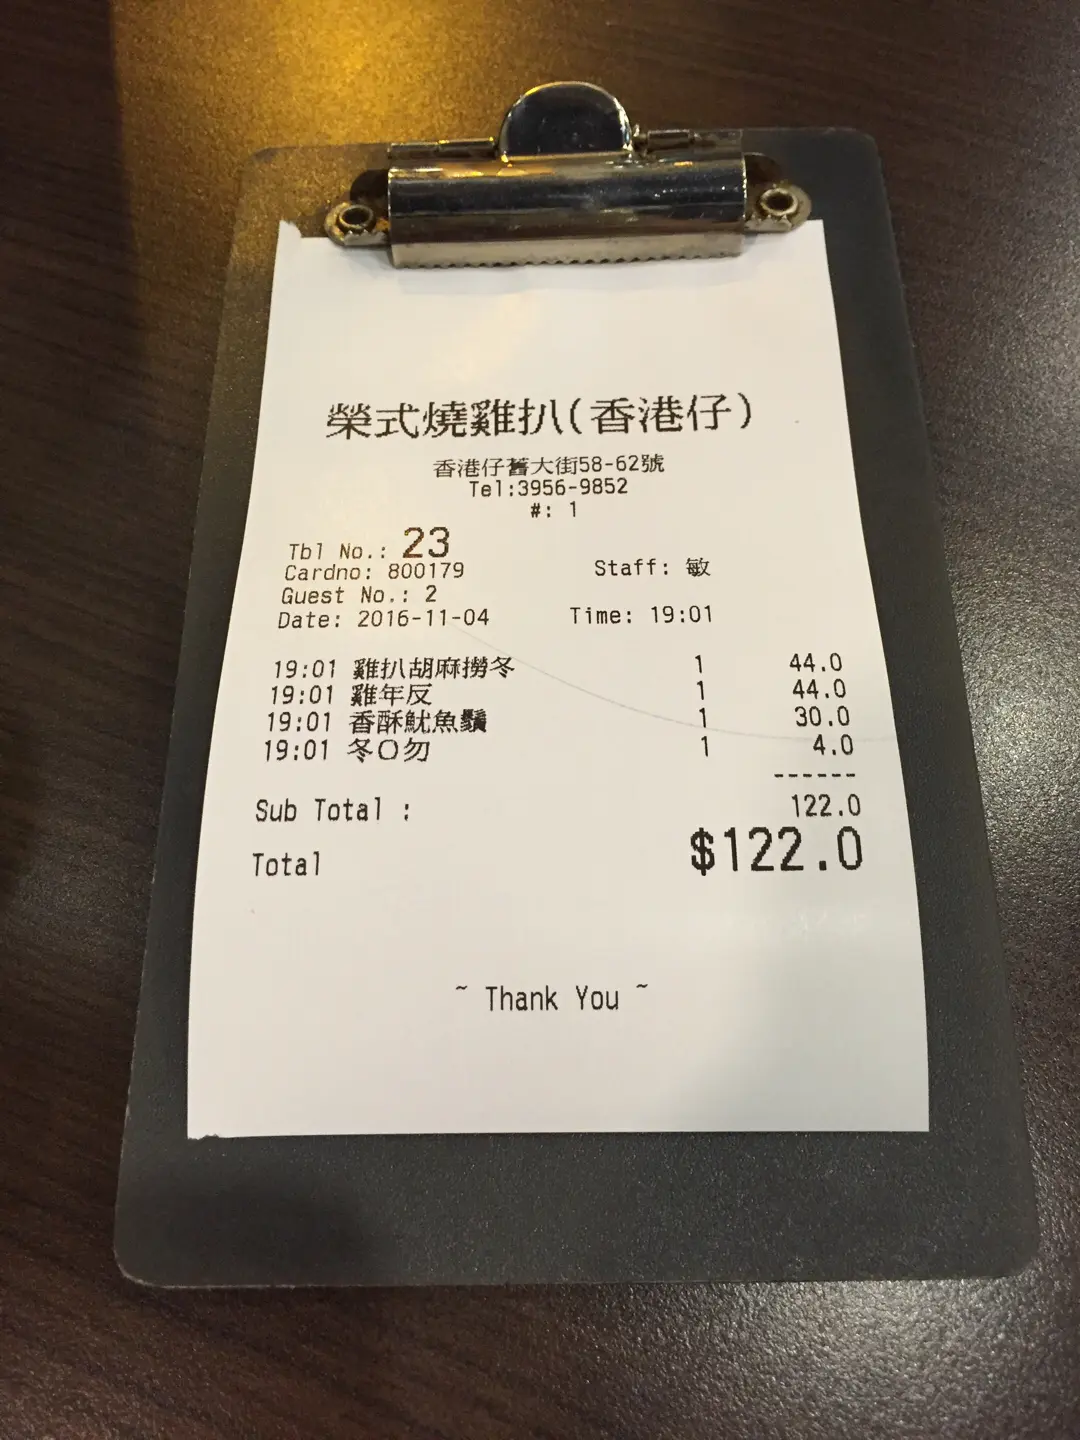 榮式燒雞扒(香港仔)
香港仔舊大街58-62號
Tel:3956-9852
#: 1
Tbl No.: 23
Cardno: 800179 Staff: 敏
Guest No.: 2
Date: 2016-11-04 Time: 19:01
19:01 雞扒胡麻撈冬 1 44.0
19:01 雞年反 1 44.0
19:01 香酥魷魚鬚 1 30.0
19:01 冬〇勿 1 4.0
------
Sub Total : 122.0
Total $122.0
~ Thank You ~